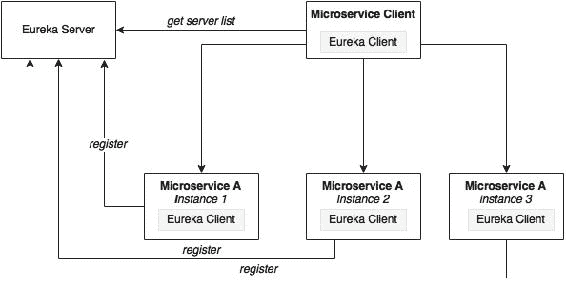 Microservice Client
get server list
Eureka Server
Eureka Client
register
Microservice A
Instance 1
Eureka Client
Microservice A
Instance 2
Eureka Client
Microservice A
Instance 3
Eureka Client
register
register